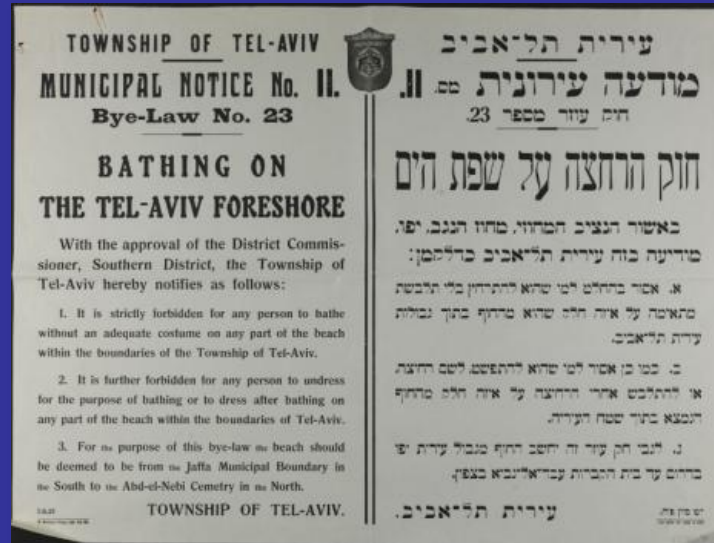 TOWNSHIP OF TEL-AVIV
MUNICIPAL NOTICE No. 11.
Bye-Law No. 23
BATHING ON
THE TEL-AVIV FORESHORE
With the approval of the District Commis-
sioner, Southern District, the Township of
Tel-Aviv hereby notifies as follows:
1. It is strictly forbidden for any person to bathe
without an adequate costume on any part of the beach
within the boundaries of the Township of Tel-Aviv.
2. It is further forbidden for any person to undress
for the purpose of bathing or to dress after bathing on
any part of the beach within the boundaries of Tel-Aviv.
3. For the purpose of this bye-law the beach should
be deemed to be from the Jaffa Municipal Boundary in
the South to the Abd-el-Nebi Cemetry in the North.
TOWNSHIP OF TEL-AVIV.
עירית תל־אביב
מודעה עירונית מס. 11.
חוק עוזר מספר 23.
חוק הרחצה על שפת הים
באשור הנציב המחוזי, מחוז הנגב, יפו,
מודיעה בזה עירית תל־אביב כדלקמן:
א. אסור בהחלט למי שהוא להתרחץ בלי תלבשת
מתאימה על איזה חלק שהוא מהחוף בתוך גבולות
עירית תל־אביב.
ב. כמו כן אסור למי שהוא להתפשט לשם רחיצה,
או להתלבש אחרי הרחצה על איזה חלק מהחוף
הנמצא בתוך שטח העיריה.
ג. לגבי חק עוזר זה יחשב החוף מגבול עירית יפו
בדרום עד בית הקברות עבד־אל־נביא בצפון.
עירית תל־אביב.